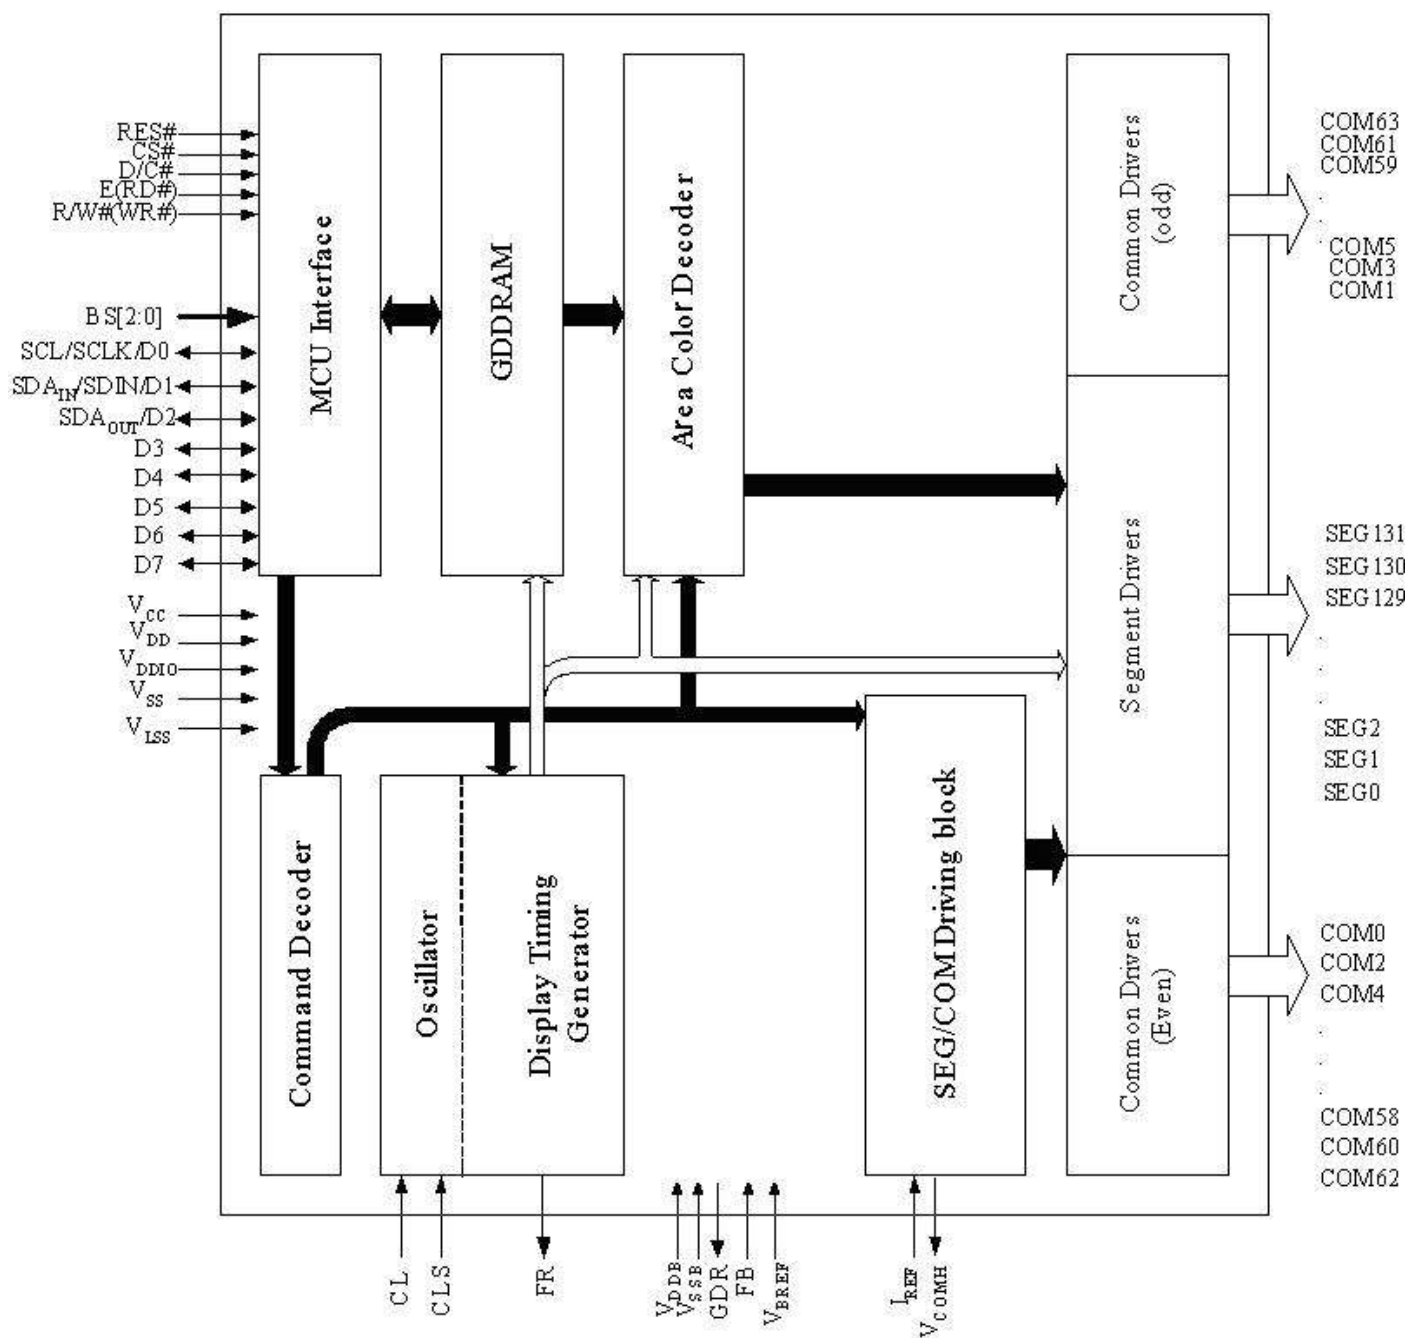 RES#
CS#
D/C#
E(RD#)
R/W#(WR#)
BS[2:0]
SCL/SCLK/D0
SDAIN/SDIN/D1
SDAOUT/D2
D3
D4
D5
D6
D7
VCC
VDD
VDDIO
VSS
VLSS
MCU Interface
GDDRAM
Area Color Decoder
Common Drivers
(odd)
Segment Drivers
Common Drivers
(Even)
Command Decoder
Oscillator
Display Timing
Generator
SEG/COM Driving block
COM63
COM61
COM59
.
.
.
COM5
COM3
COM1
SEG131
SEG130
SEG129
.
.
.
SEG2
SEG1
SEG0
COM0
COM2
COM4
.
.
.
COM58
COM60
COM62
CL
CLS
FR
VDDB
VSSB
GDR
FB
VBREF
IREF
VCOMH